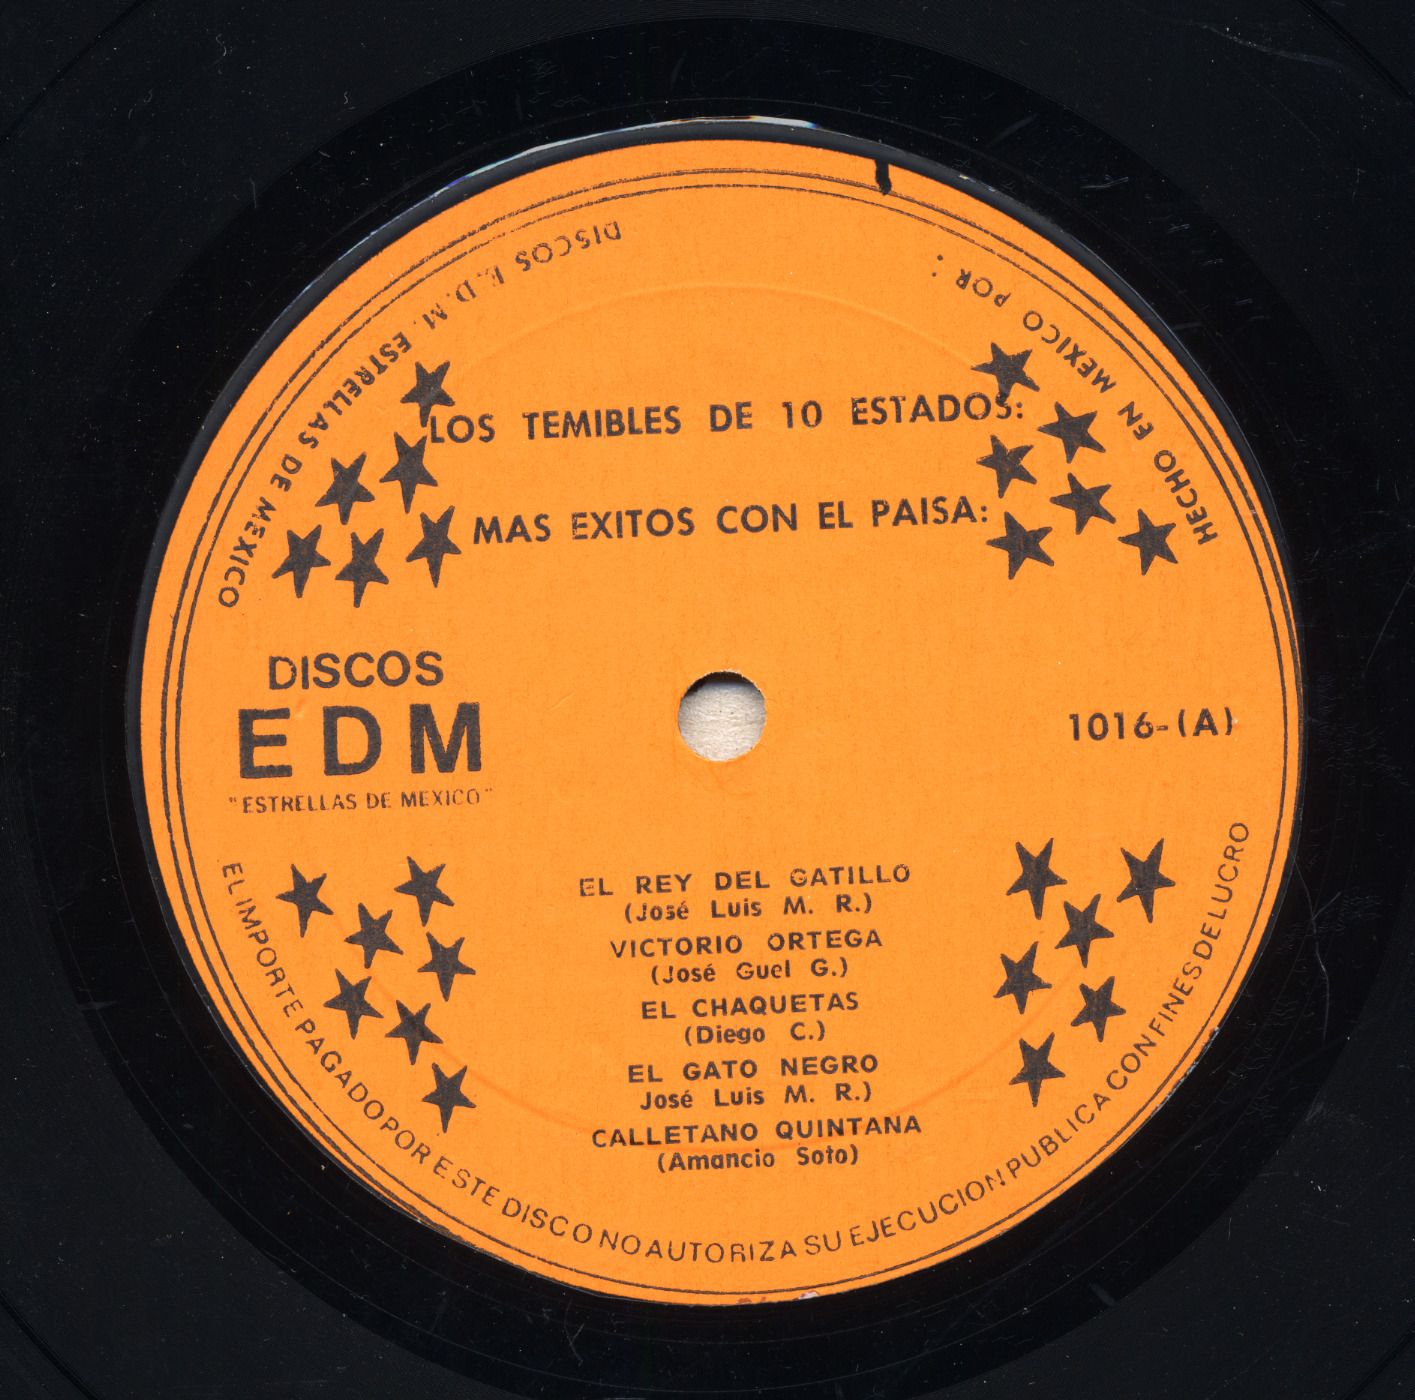 HECHO EN MEXICO POR :
DISCOS E. D. M. ESTRELLAS DE MEXICO
LOS TEMIBLES DE 10 ESTADOS:
MAS EXITOS CON EL PAISA:
DISCOS
EDM
"ESTRELLAS DE MEXICO"
1016-(A)
EL REY DEL GATILLO
(José Luis M. R.)
VICTORIO ORTEGA
(José Guel G.)
EL CHAQUETAS
(Diego C.)
EL GATO NEGRO
José Luis M. R.)
CALLETANO QUINTANA
(Amancio Soto)
EL IMPORTE PAGADO POR ESTE DISCO NO AUTORIZA SU EJECUCION PUBLICA CON FINES DE LUCRO